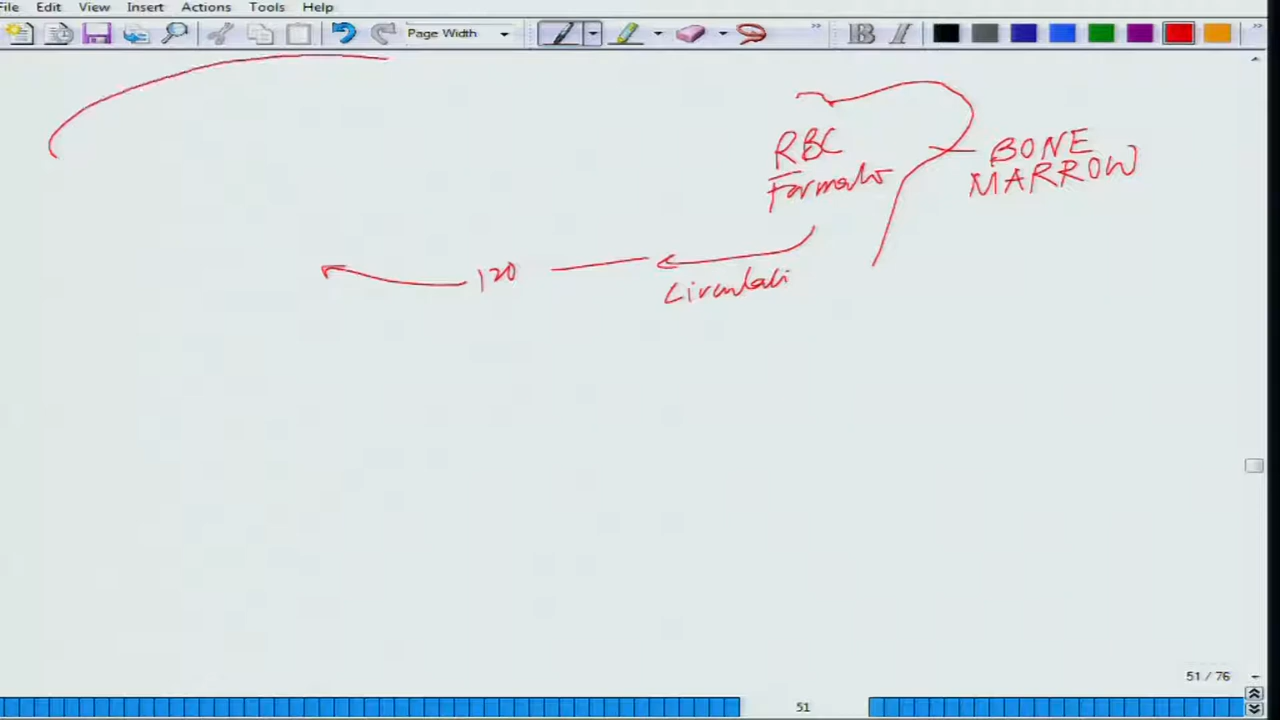 File Edit View Insert Actions Tools Help
Page Width
B I
RBC
Formatio
BONE
MARROW
120
Circulati
51 / 76
51